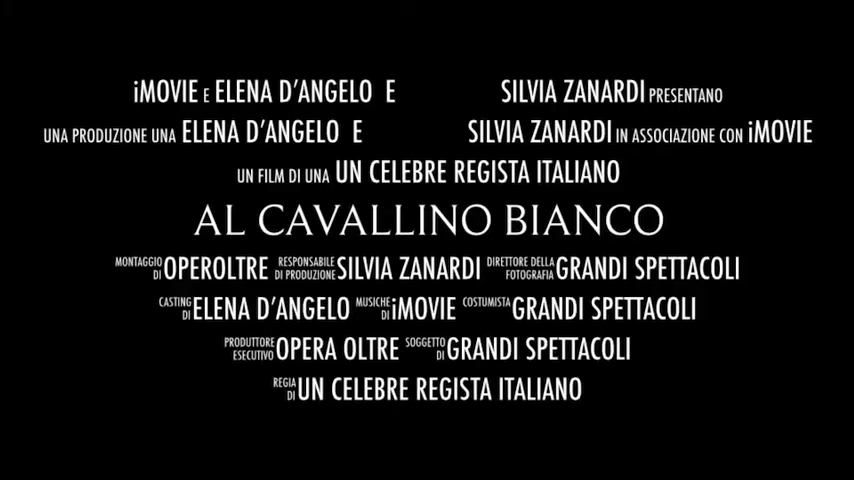 iMOVIE E ELENA D'ANGELO E SILVIA ZANARDI PRESENTANO
UNA PRODUZIONE UNA ELENA D'ANGELO E SILVIA ZANARDI IN ASSOCIAZIONE CON iMOVIE
UN FILM DI UNA UN CELEBRE REGISTA ITALIANO
AL CAVALLINO BIANCO
MONTAGGIO DI OPEROLTRE RESPONSABILE DI PRODUZIONE SILVIA ZANARDI DIRETTORE DELLA FOTOGRAFIA GRANDI SPETTACOLI
CASTING DI ELENA D'ANGELO MUSICHE DI iMOVIE COSTUMISTA GRANDI SPETTACOLI
PRODUTTORE ESECUTIVO OPERA OLTRE SOGGETTO DI GRANDI SPETTACOLI
REGIA DI UN CELEBRE REGISTA ITALIANO